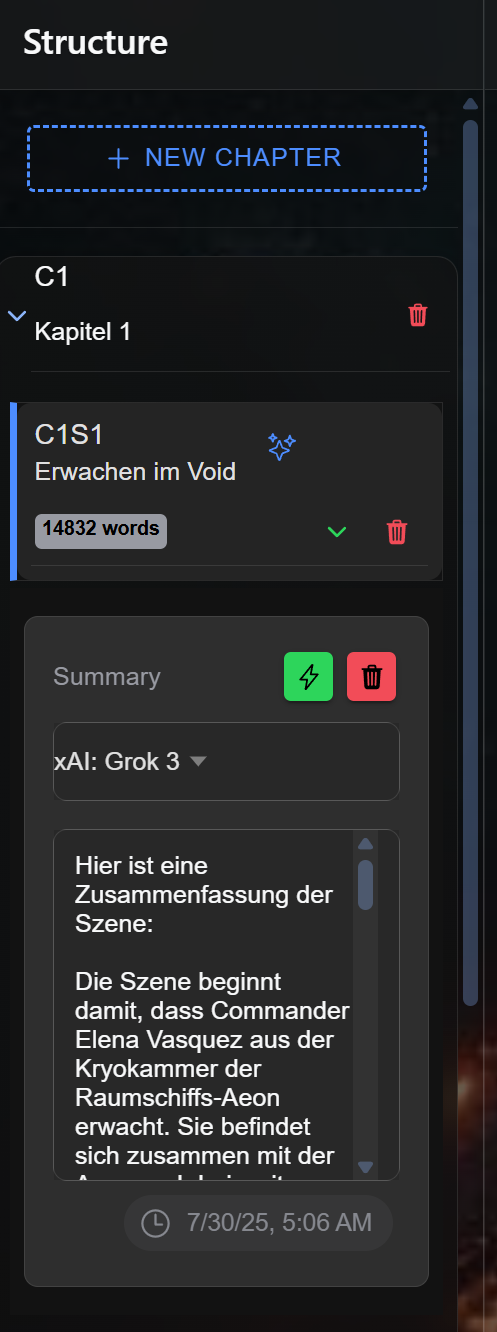 Structure
+ NEW CHAPTER
C1
Kapitel 1
C1S1
Erwachen im Void
14832 words
Summary
xAI: Grok 3
Hier ist eine
Zusammenfassung der
Szene:
Die Szene beginnt
damit, dass Commander
Elena Vasquez aus der
Kryokammer der
Raumschiffs-Aeon
erwacht. Sie befindet
sich zusammen mit der
7/30/25, 5:06 AM